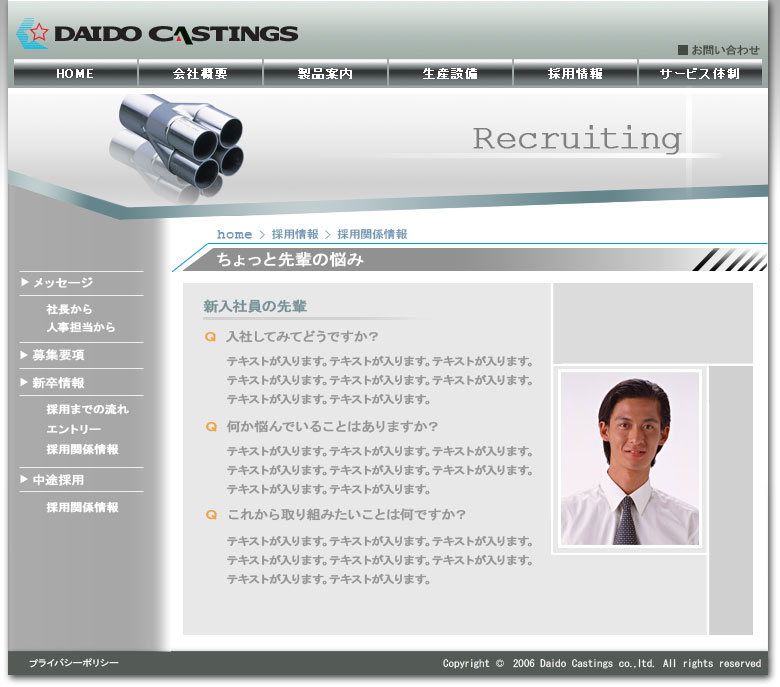 DAIDO CASTINGS
■お問い合わせ
HOME 会社概要 製品案内 生産設備 採用情報 サービス体制
Recruiting
home > 採用情報 > 採用関係情報
ちょっと先輩の悩み
▶メッセージ
社長から
人事担当から
▶募集要項
▶新卒情報
採用までの流れ
エントリー
採用関係情報
▶中途採用
採用関係情報
新入社員の先輩
Q 入社してみてどうですか?
テキストが入ります。テキストが入ります。テキストが入ります。
テキストが入ります。テキストが入ります。テキストが入ります。
テキストが入ります。テキストが入ります。
Q 何か悩んでいることはありますか?
テキストが入ります。テキストが入ります。テキストが入ります。
テキストが入ります。テキストが入ります。テキストが入ります。
テキストが入ります。テキストが入ります。
Q これから取り組みたいことは何ですか?
テキストが入ります。テキストが入ります。テキストが入ります。
テキストが入ります。テキストが入ります。テキストが入ります。
テキストが入ります。テキストが入ります。
プライバシーポリシー
Copyright © 2006 Daido Castings co.,ltd. All rights reserved